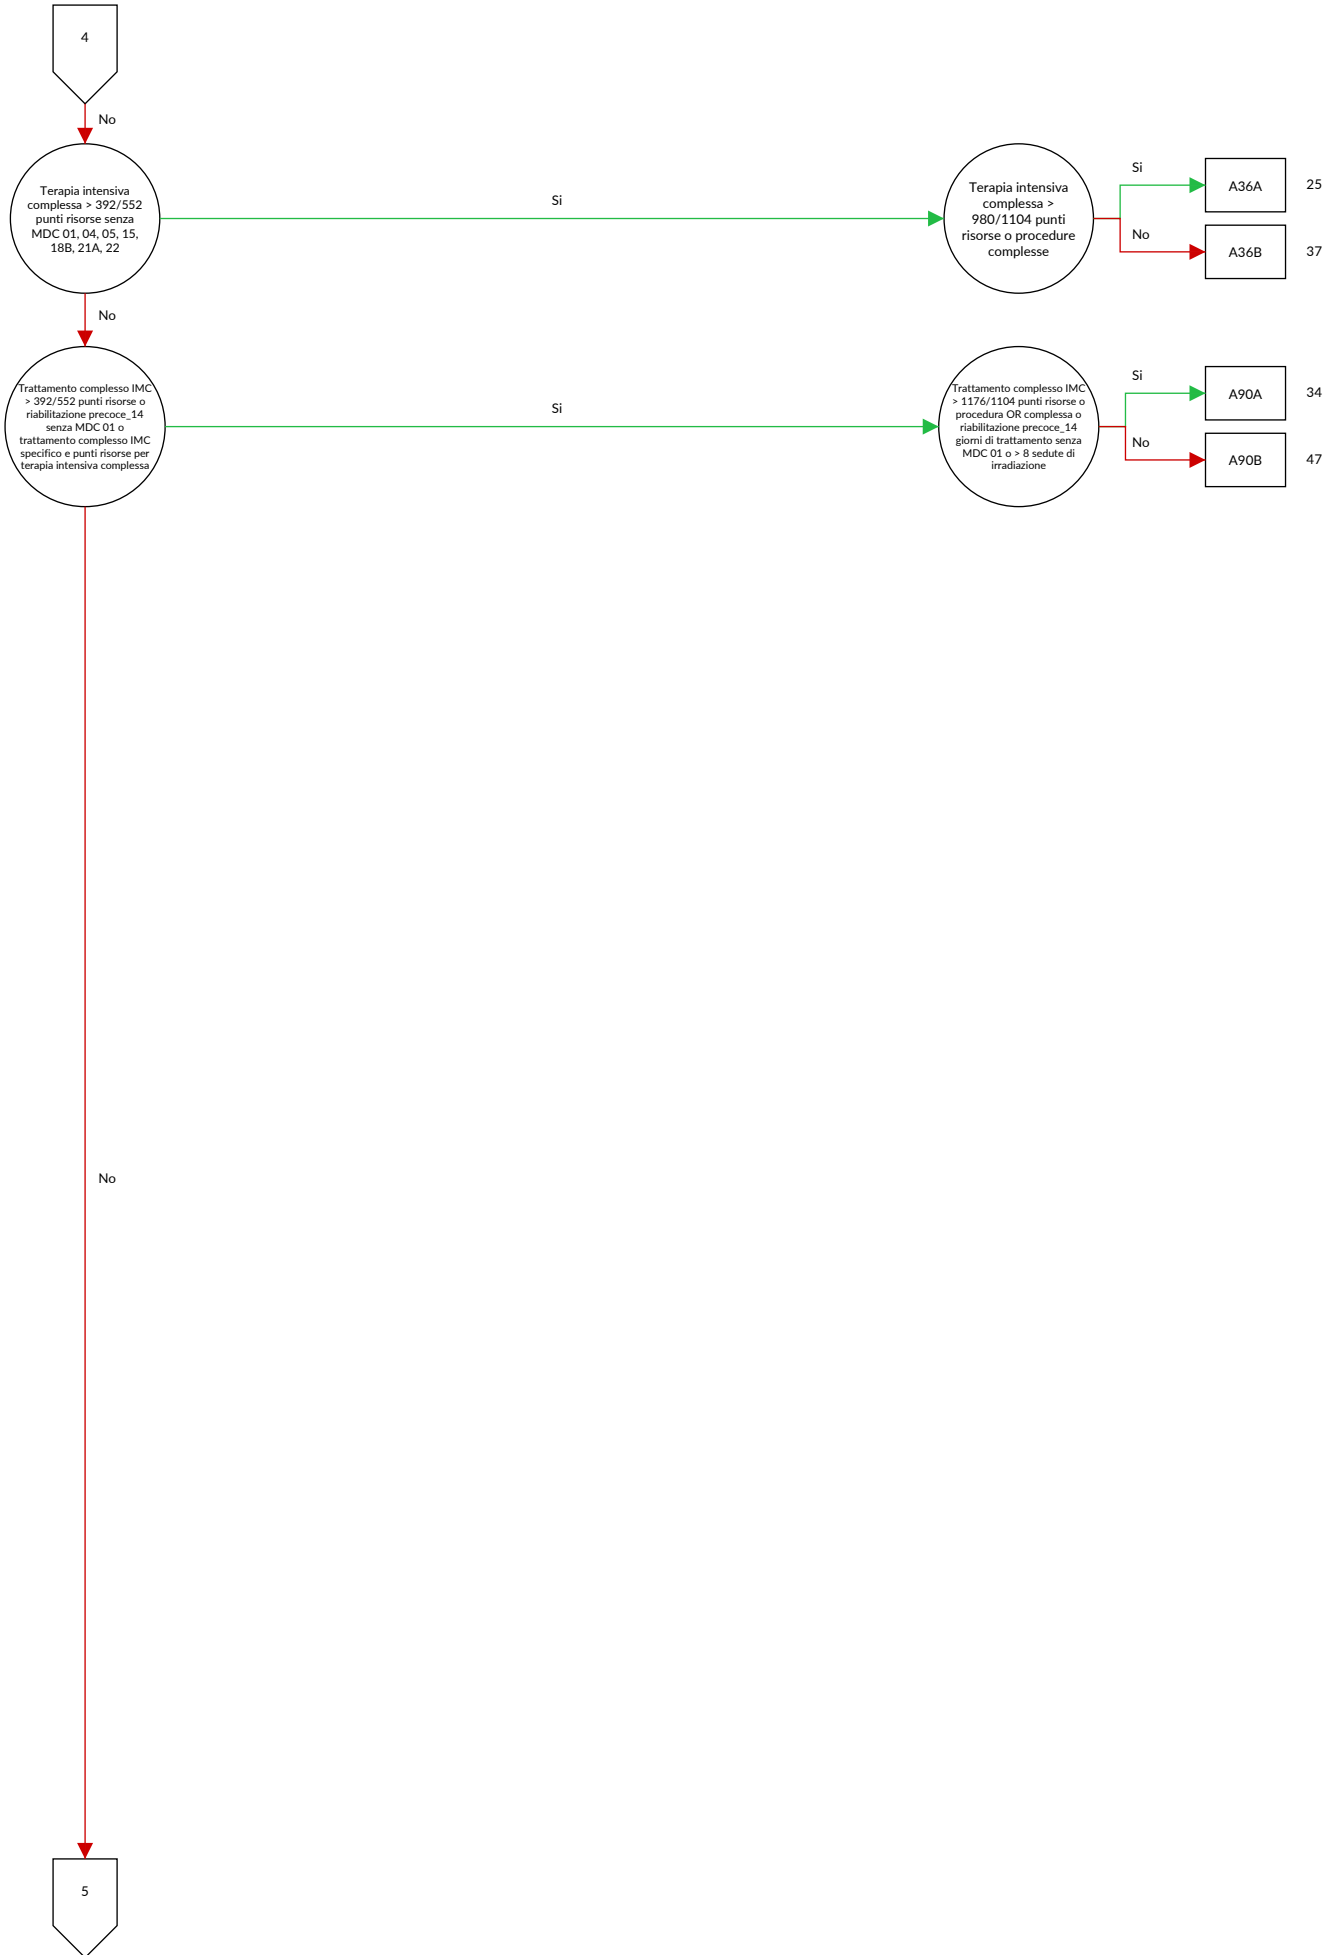 4
No
Terapia intensiva
complessa > 392/552
punti risorse senza
MDC 01, 04, 05, 15,
18B, 21A, 22
Si
Terapia intensiva
complessa >
980/1104 punti
risorse o procedure
complesse
Si
A36A
25
No
A36B
37
No
Trattamento complesso IMC
> 392/552 punti risorse o
riabilitazione precoce_14
senza MDC 01 o
trattamento complesso IMC
specifico e punti risorse per
terapia intensiva complessa
Si
Trattamento complesso IMC
> 1176/1104 punti risorse o
procedura OR complessa o
riabilitazione precoce_14
giorni di trattamento senza
MDC 01 o > 8 sedute di
irradiazione
Si
A90A
34
No
A90B
47
No
5